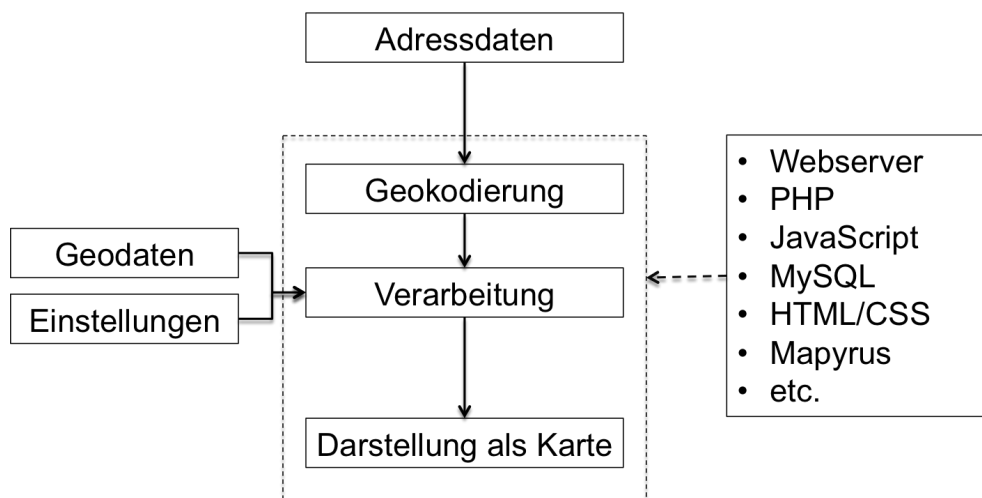 Adressdaten
Geokodierung
Geodaten
Einstellungen
Verarbeitung
Darstellung als Karte
• Webserver
• PHP
• JavaScript
• MySQL
• HTML/CSS
• Mapyrus
• etc.